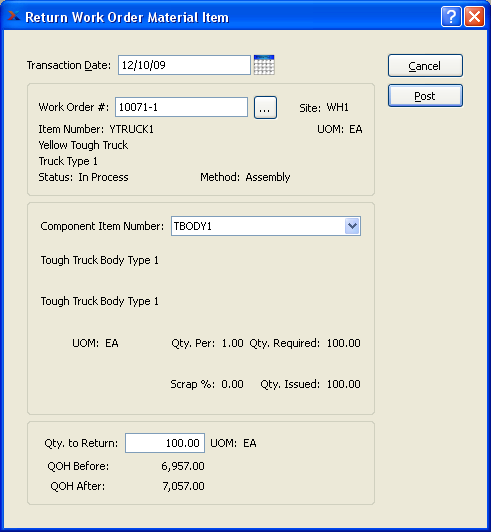 Return Work Order Material Item
Transaction Date: 12/10/09
Cancel
Post
Work Order #: 10071-1 ... Site: WH1
Item Number: YTRUCK1 UOM: EA
Yellow Tough Truck
Truck Type 1
Status: In Process Method: Assembly
Component Item Number: TBODY1
Tough Truck Body Type 1
Tough Truck Body Type 1
UOM: EA Qty. Per: 1.00 Qty. Required: 100.00
Scrap %: 0.00 Qty. Issued: 100.00
Qty. to Return: 100.00 UOM: EA
QOH Before: 6,957.00
QOH After: 7,057.00